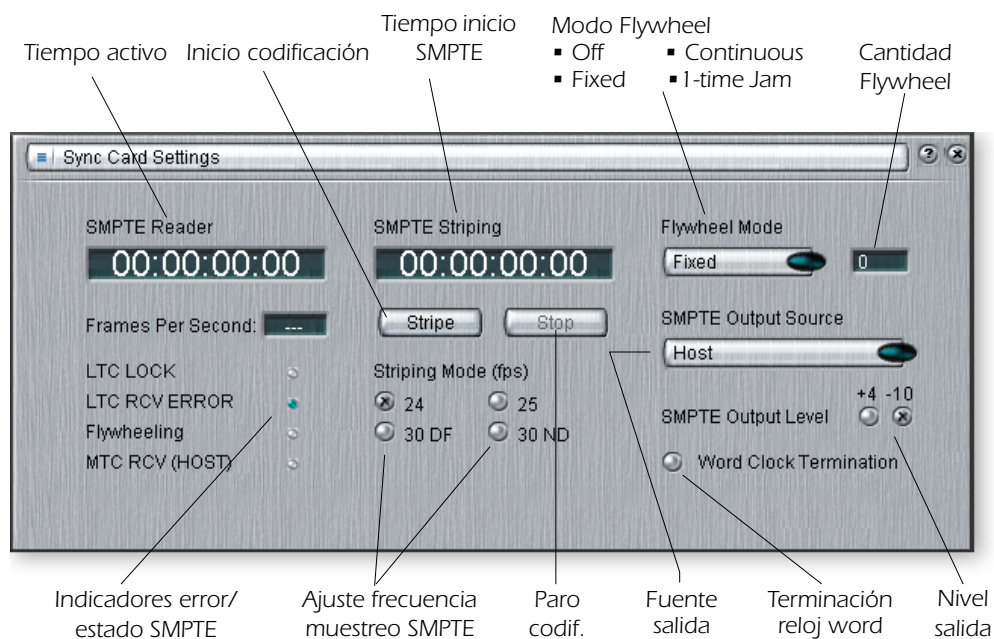 Tiempo activo
Inicio codificación
Tiempo inicio
SMPTE
Modo Flywheel
▪ Off ▪ Continuous
▪ Fixed ▪ 1-time Jam
Cantidad
Flywheel
Sync Card Settings
SMPTE Reader
00:00:00:00
Frames Per Second: ---
LTC LOCK
LTC RCV ERROR
Flywheeling
MTC RCV (HOST)
SMPTE Striping
00:00:00:00
Stripe Stop
Striping Mode (fps)
24 25
30 DF 30 ND
Flywheel Mode
Fixed 0
SMPTE Output Source
Host
+4 -10
SMPTE Output Level
Word Clock Termination
Indicadores error/
estado SMPTE
Ajuste frecuencia
muestreo SMPTE
Paro
codif.
Fuente
salida
Terminación
reloj word
Nivel
salida